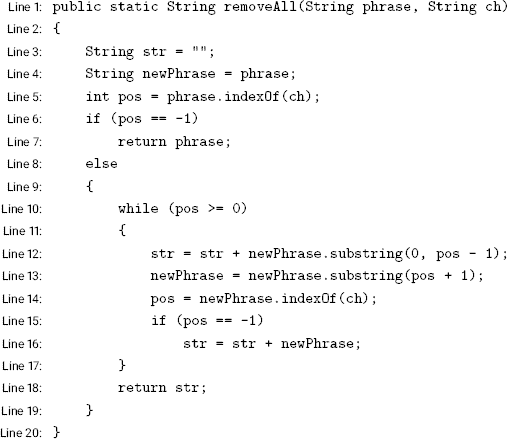 Line 1: public static String removeAll(String phrase, String ch)
Line 2: {
Line 3: String str = "";
Line 4: String newPhrase = phrase;
Line 5: int pos = phrase.indexOf(ch);
Line 6: if (pos == -1)
Line 7: return phrase;
Line 8: else
Line 9: {
Line 10: while (pos >= 0)
Line 11: {
Line 12: str = str + newPhrase.substring(0, pos - 1);
Line 13: newPhrase = newPhrase.substring(pos + 1);
Line 14: pos = newPhrase.indexOf(ch);
Line 15: if (pos == -1)
Line 16: str = str + newPhrase;
Line 17: }
Line 18: return str;
Line 19: }
Line 20: }